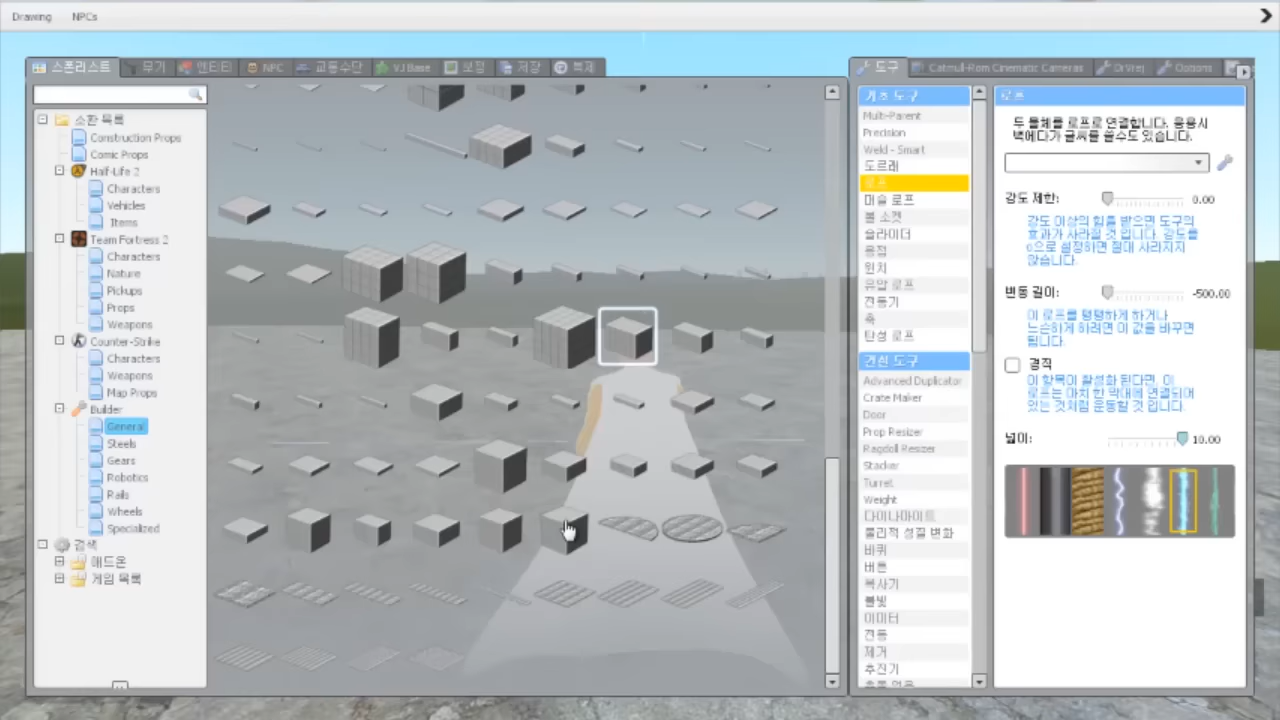 Drawing NPCs
스폰리스트 무기 엔티티 NPC 교통수단 VJ Base 보정 저장 복제
소환 목록
Construction Props
Comic Props
Half-Life 2
Characters
Vehicles
Items
Team Fortress 2
Characters
Nature
Pickups
Props
Weapons
Counter-Strike
Characters
Weapons
Map Props
Builder
General
Steels
Gears
Robotics
Rails
Wheels
Specialized
검색
애드온
게임 목록
도구 Catmull-Rom Cinematic Cameras DrVrej Options
기초 도구
Multi-Parent
Precision
Weld - Smart
도르래
로프
머슬 로프
볼 소켓
슬라이더
용접
윈치
유압 로프
전동기
축
탄성 로프
건설 도구
Advanced Duplicator
Crate Maker
Door
Prop Resizer
Ragdoll Resizer
Stacker
Turret
Weight
다이나마이트
물리적 성질 변화
바퀴
버튼
복사기
불빛
이미터
전등
제거
추진기
로프
두 물체를 로프로 연결합니다. 응용시
벽에다가 글씨를 쓸수도 있습니다.
강도 제한: 0.00
강도 이상의 힘을 받으면 도구의
효과가 사라질 것 입니다. 강도를
0으로 설정하면 절대 사라지지
않습니다.
변동 길이: -500.00
이 로프를 탱탱하게 하거나
느슨하게 하려면 이 값을 바꾸면
됩니다.
경직
이 항목이 활성화 된다면, 이
로프는 마치 한 막대에 연결되어
있는 것처럼 운동할 것 입니다.
넓이: 10.00